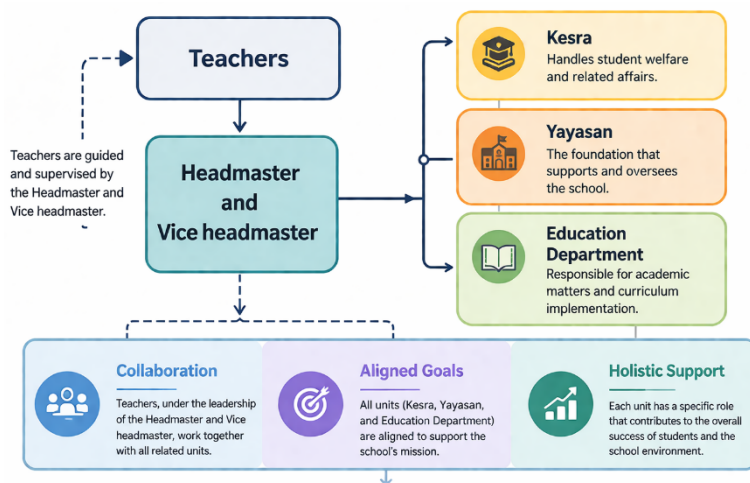 Teachers
Teachers are guided
and supervised by
the Headmaster and
Vice headmaster.
Headmaster
and
Vice headmaster
Kesra
Handles student welfare
and related affairs.
Yayasan
The foundation that
supports and oversees
the school.
Education
Department
Responsible for academic
matters and curriculum
implementation.
Collaboration
Teachers, under the leadership
of the Headmaster and Vice
headmaster, work together
with all related units.
Aligned Goals
All units (Kesra, Yayasan,
and Education Department)
are aligned to support the
school's mission.
Holistic Support
Each unit has a specific role
that contributes to the overall
success of students and the
school environment.